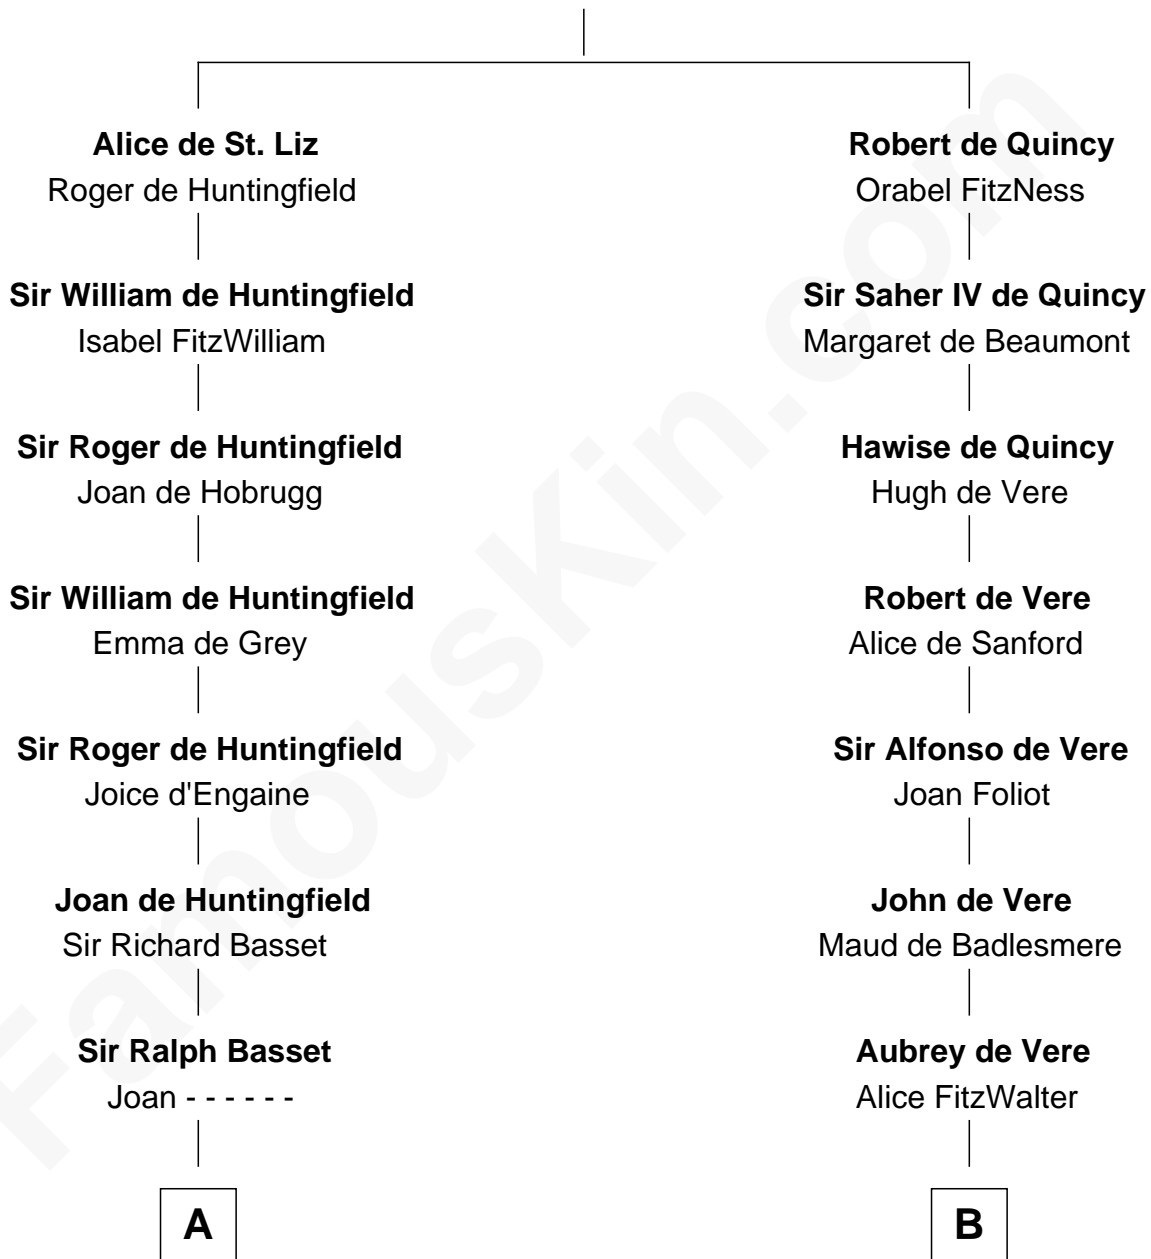 Alice de St. Liz
Roger de Huntingfield
Sir William de Huntingfield
Isabel FitzWilliam
Sir Roger de Huntingfield
Joan de Hobrugg
Sir William de Huntingfield
Emma de Grey
Sir Roger de Huntingfield
Joice d'Engaine
Joan de Huntingfield
Sir Richard Basset
Sir Ralph Basset
Joan - - - - - -
A
Robert de Quincy
Orabel FitzNess
Sir Saher IV de Quincy
Margaret de Beaumont
Hawise de Quincy
Hugh de Vere
Robert de Vere
Alice de Sanford
Sir Alfonso de Vere
Joan Foliot
John de Vere
Maud de Badlesmere
Aubrey de Vere
Alice FitzWalter
B
FamousKin.com